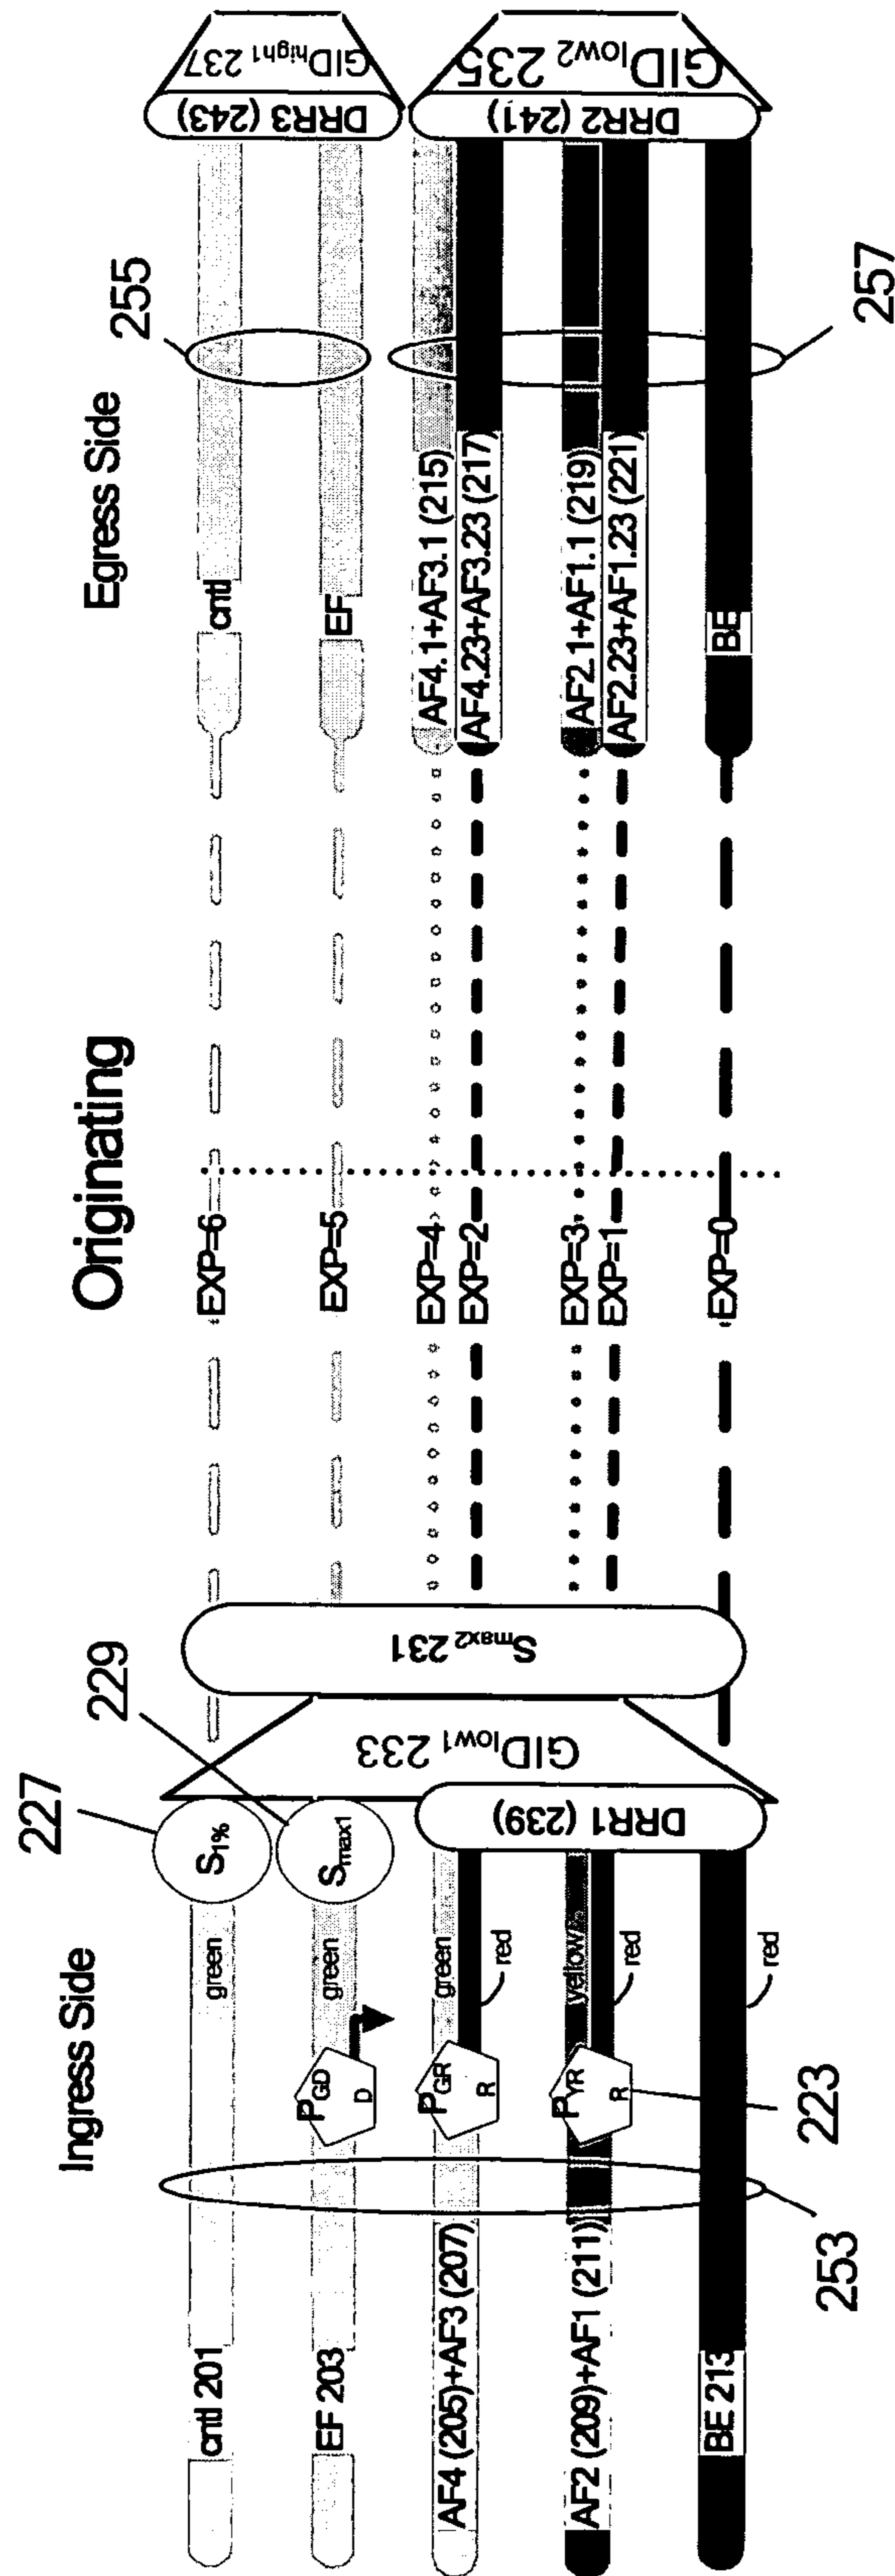 Originating
Ingress Side
Egress Side
227
229
255
cntl 201
green
S1%
EXP=6
cntl
DRR3 (243)
GIDhigh1 237
EF 203
PGD
D
green
Smax1
EXP=5
EF
AF4 (205)+AF3 (207)
PGR
R
green
red
EXP=4
EXP=2
AF4.1+AF3.1 (215)
AF4.23+AF3.23 (217)
DRR1 (239)
GIDlow1 233
Smax2 231
DRR2 (241)
GIDlow2 235
AF2 (209)+AF1 (211)
PYR
R
yellow
red
EXP=3
EXP=1
AF2.1+AF1.1 (219)
AF2.23+AF1.23 (221)
BE 213
red
EXP=0
BE
253
223
257